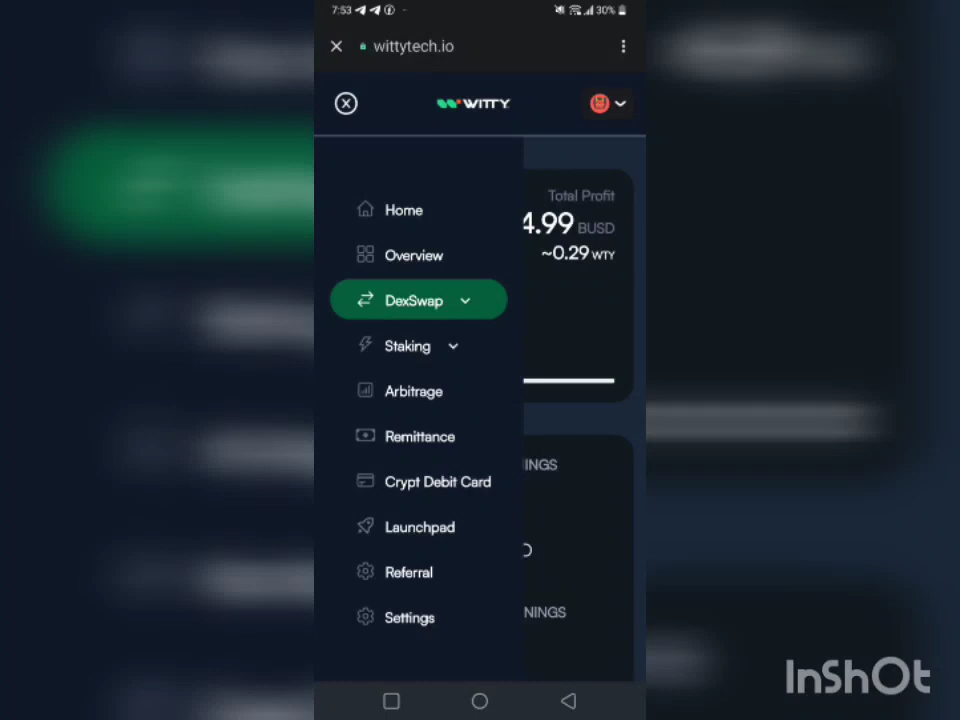 7:53 30%
wittytech.io
WITTY
Home
Overview
DexSwap
Staking
Arbitrage
Remittance
Crypt Debit Card
Launchpad
Referral
Settings
Total Profit
4.99 BUSD
~0.29 WTY
INGS
NINGS
InShOt